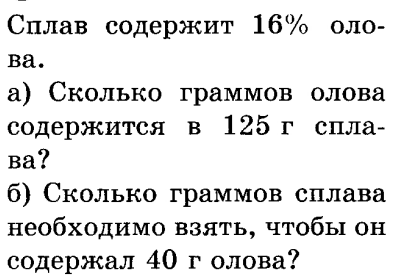 Сплав содержит 16% оло-
ва.
а) Сколько граммов олова
содержится в 125 г спла-
ва?
б) Сколько граммов сплава
необходимо взять, чтобы он
содержал 40 г олова?